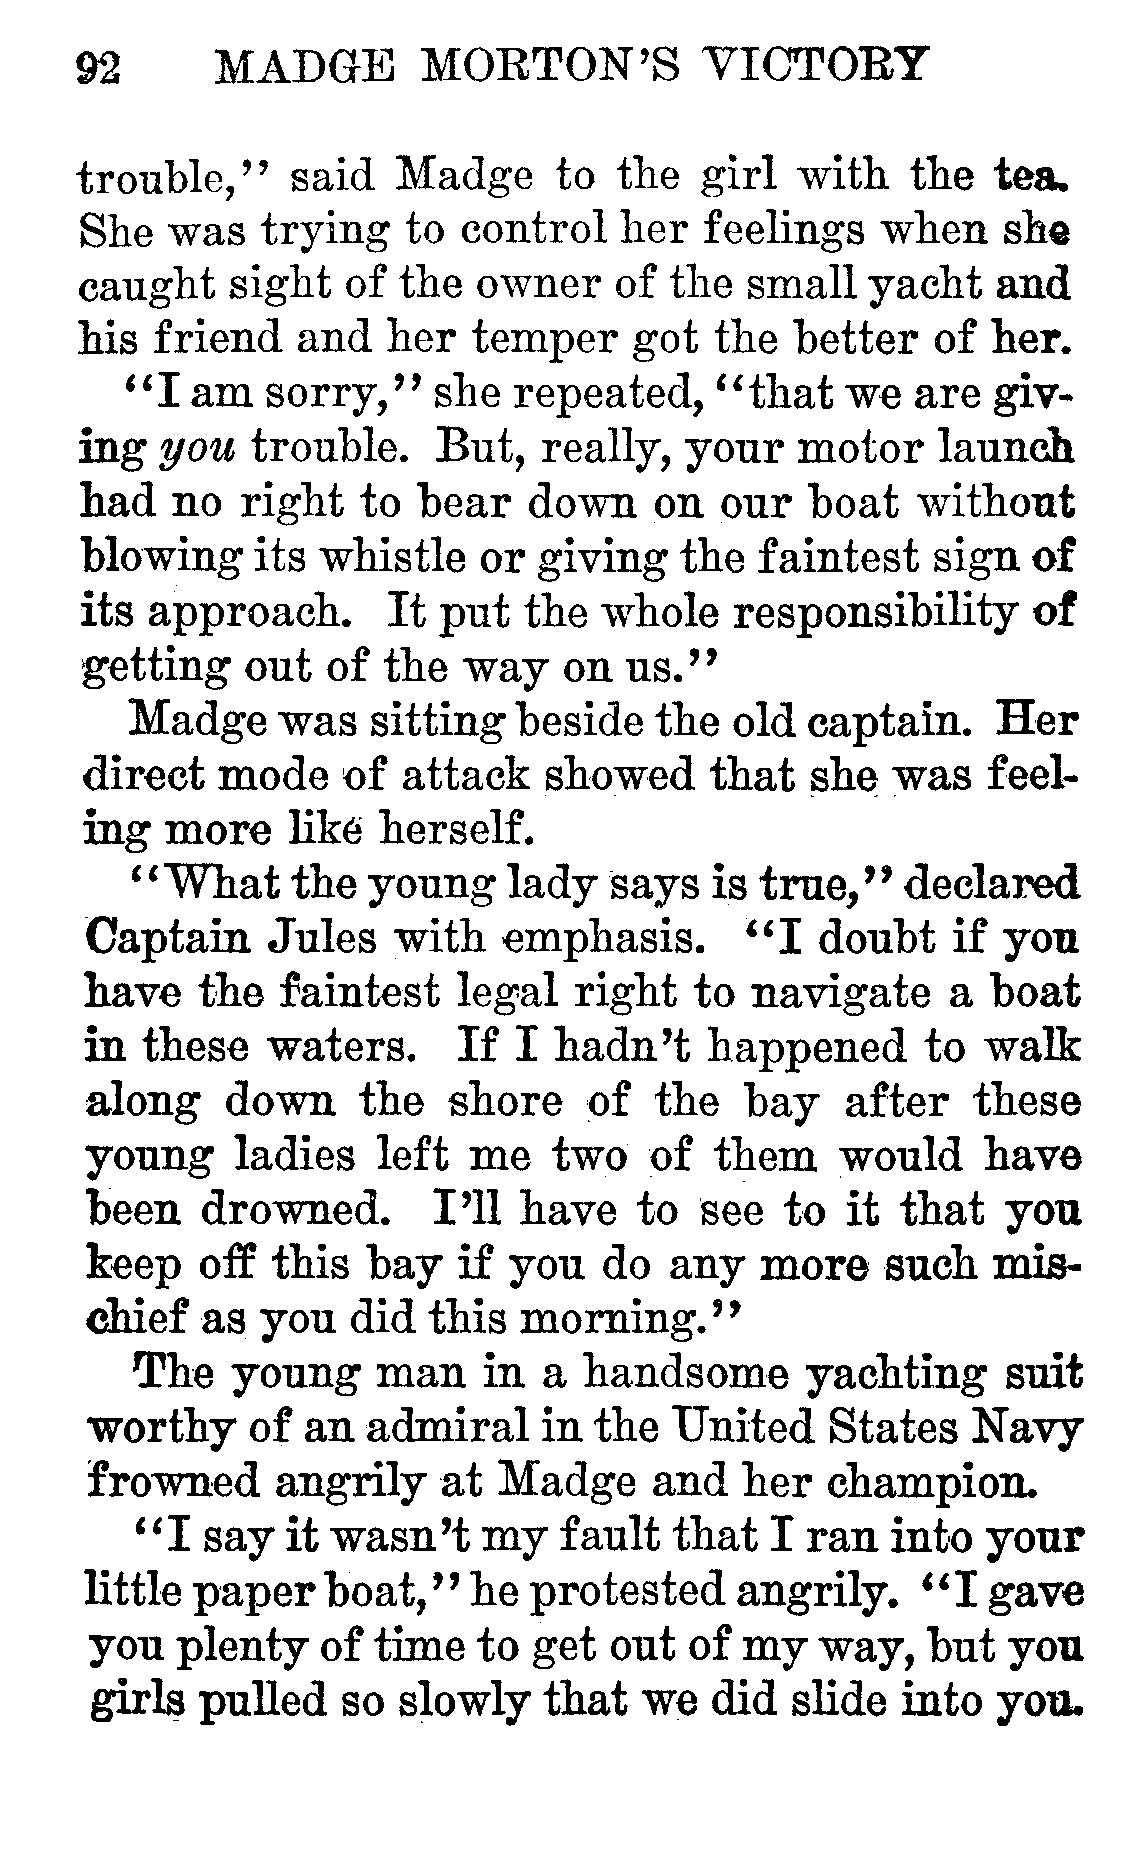 92 MADGE MORTON'S VICTORY
trouble,'' said Madge to the girl with the tea.
She was trying to control her feelings when she
caught sight of the owner of the small yacht and
his friend and her temper got the better of her.
''I am sorry,'' she repeated, ''that we are giv-
ing you trouble. But, really, your motor launch
had no right to bear down on our boat without
blowing its whistle or giving the faintest sign of
its approach. It put the whole responsibility of
getting out of the way on us.''
Madge was sitting beside the old captain. Her
direct mode of attack showed that she was feel-
ing more like herself.
''What the young lady says is true,'' declared
Captain Jules with emphasis. ''I doubt if you
have the faintest legal right to navigate a boat
in these waters. If I hadn't happened to walk
along down the shore of the bay after these
young ladies left me two of them would have
been drowned. I'll have to see to it that you
keep off this bay if you do any more such mis-
chief as you did this morning.''
The young man in a handsome yachting suit
worthy of an admiral in the United States Navy
frowned angrily at Madge and her champion.
''I say it wasn't my fault that I ran into your
little paper boat,'' he protested angrily. ''I gave
you plenty of time to get out of my way, but you
girls pulled so slowly that we did slide into you.